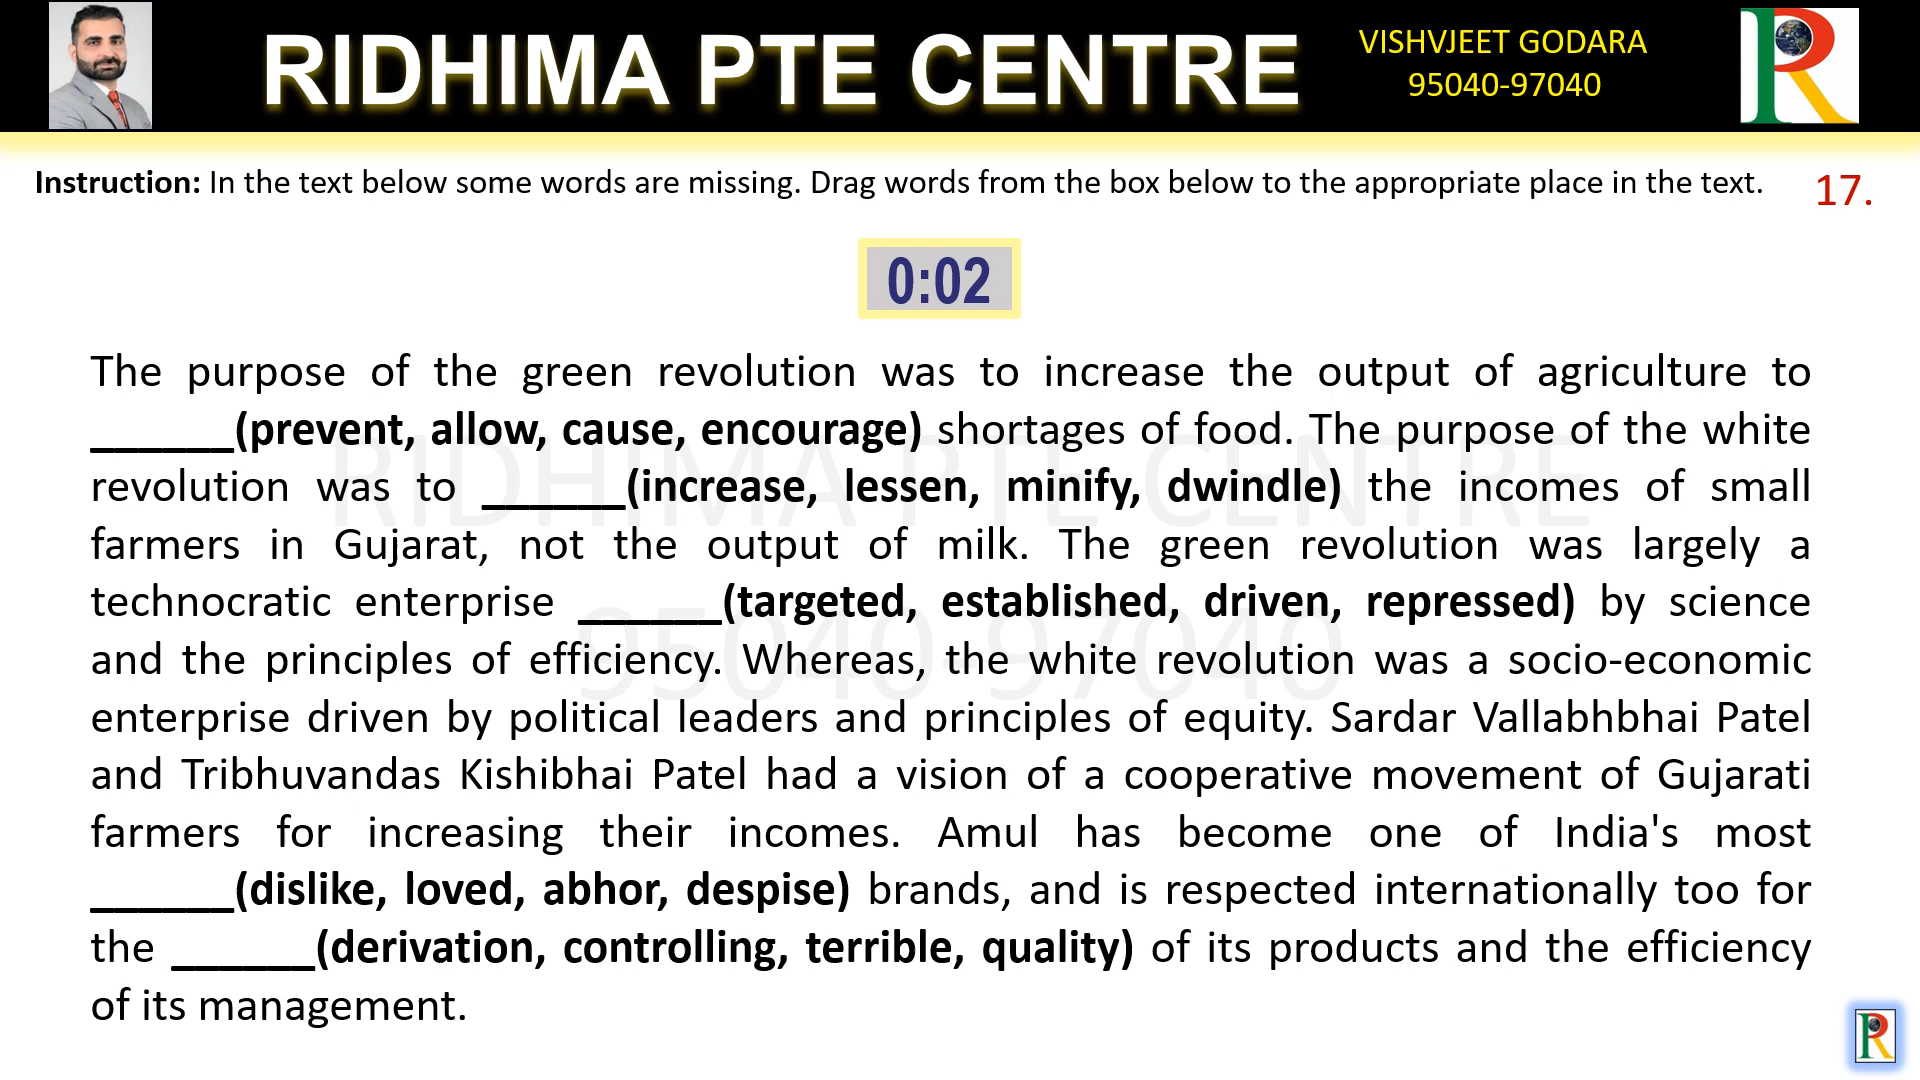 RIDHIMA PTE CENTRE
VISHVJEET GODARA
95040-97040
Instruction: In the text below some words are missing. Drag words from the box below to the appropriate place in the text.
17.
0:02
The purpose of the green revolution was to increase the output of agriculture to
______(prevent, allow, cause, encourage) shortages of food. The purpose of the white
revolution was to ______(increase, lessen, minify, dwindle) the incomes of small
farmers in Gujarat, not the output of milk. The green revolution was largely a
technocratic enterprise ______(targeted, established, driven, repressed) by science
and the principles of efficiency. Whereas, the white revolution was a socio-economic
enterprise driven by political leaders and principles of equity. Sardar Vallabhbhai Patel
and Tribhuvandas Kishibhai Patel had a vision of a cooperative movement of Gujarati
farmers for increasing their incomes. Amul has become one of India's most
______(dislike, loved, abhor, despise) brands, and is respected internationally too for
the ______(derivation, controlling, terrible, quality) of its products and the efficiency
of its management.
RIDHIMA PTE CENTRE
95040-97040